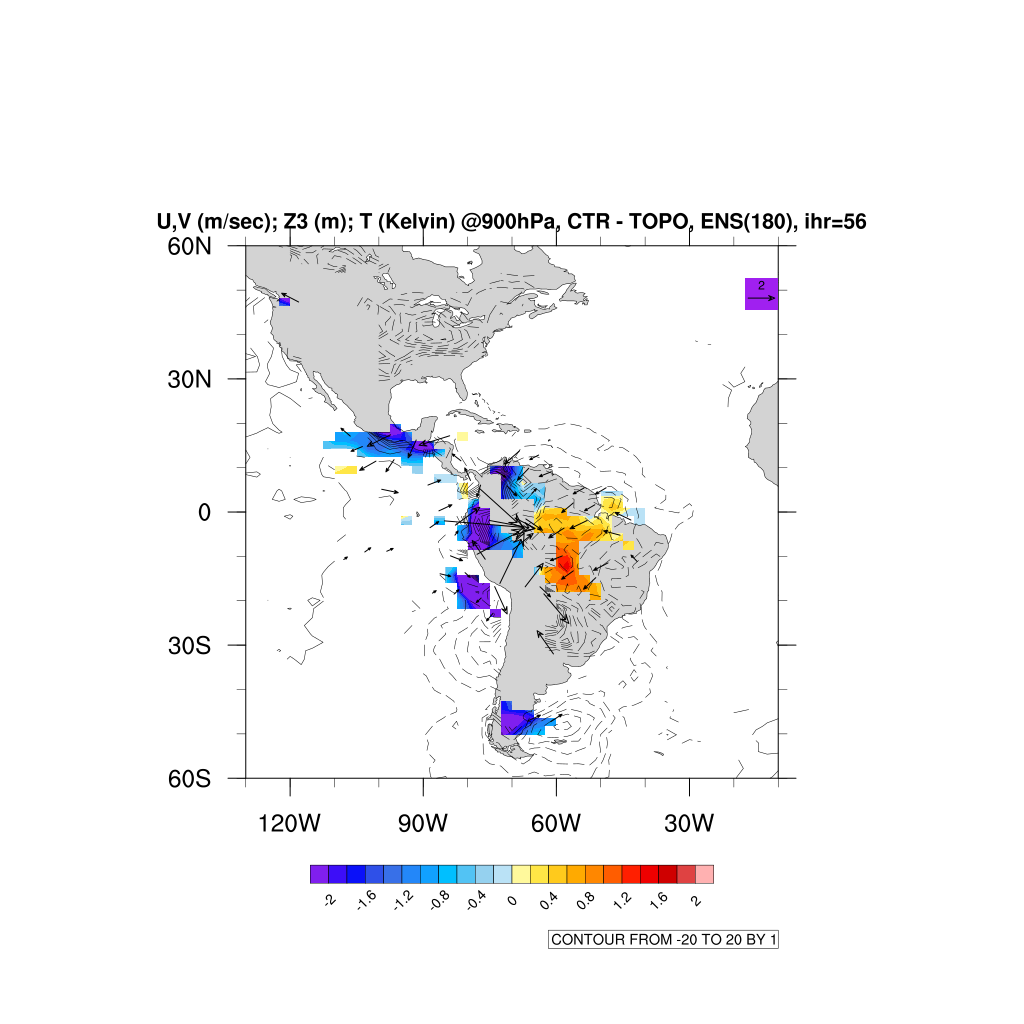 U,V (m/sec); Z3 (m); T (Kelvin) @900hPa, CTR - TOPO, ENS(180), ihr=56
60N
2
30N
0
30S
60S
120W 90W 60W 30W
-2 -1.6 -1.2 -0.8 -0.4 0 0.4 0.8 1.2 1.6 2
CONTOUR FROM -20 TO 20 BY 1